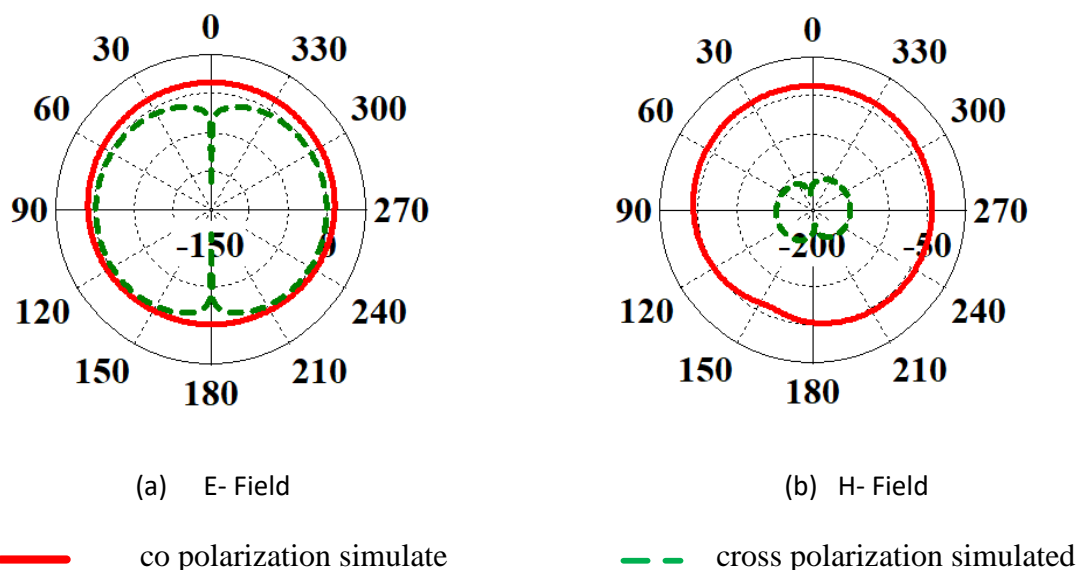 0
30 330
60 300
90 -150 0 270
120 240
150 210
180
0
30 330
60 300
90 -200 -50 270
120 240
150 210
180
(a) E- Field
(b) H- Field
co polarization simulate
cross polarization simulated